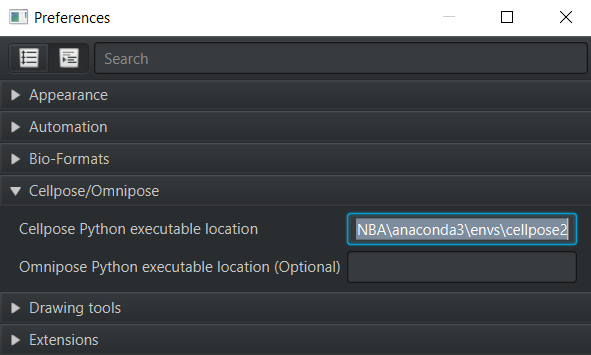 Preferences
Search
Appearance
Automation
Bio-Formats
Cellpose/Omnipose
Cellpose Python executable location NBA\anaconda3\envs\cellpose2
Omnipose Python executable location (Optional)
Drawing tools
Extensions